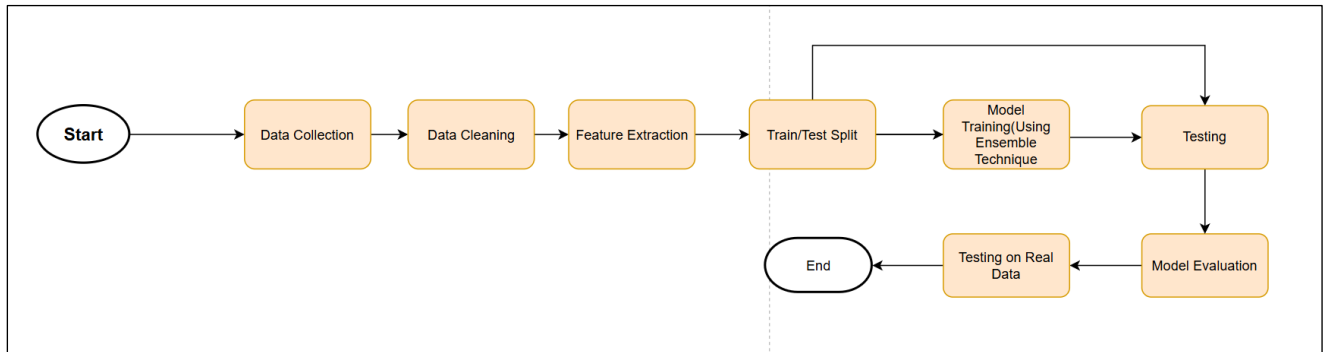 Start
Data Collection
Data Cleaning
Feature Extraction
Train/Test Split
Model
Training(Using
Ensemble
Technique
Testing
End
Testing on Real
Data
Model Evaluation